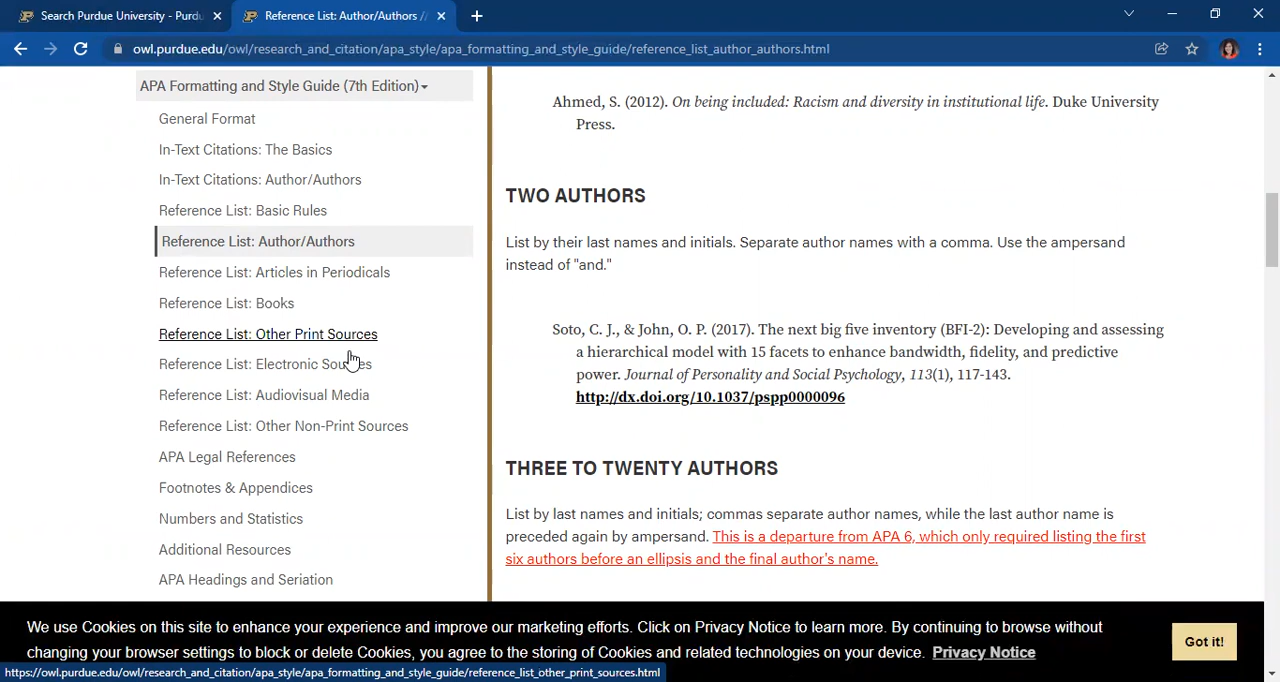 Search Purdue University - Purdu
Reference List: Author/Authors //
owl.purdue.edu/owl/research_and_citation/apa_style/apa_formatting_and_style_guide/reference_list_author_authors.html
APA Formatting and Style Guide (7th Edition)
General Format
In-Text Citations: The Basics
In-Text Citations: Author/Authors
Reference List: Basic Rules
Reference List: Author/Authors
Reference List: Articles in Periodicals
Reference List: Books
Reference List: Other Print Sources
Reference List: Electronic Sources
Reference List: Audiovisual Media
Reference List: Other Non-Print Sources
APA Legal References
Footnotes & Appendices
Numbers and Statistics
Additional Resources
APA Headings and Seriation
Ahmed, S. (2012). On being included: Racism and diversity in institutional life. Duke University
Press.
TWO AUTHORS
List by their last names and initials. Separate author names with a comma. Use the ampersand
instead of "and."
Soto, C. J., & John, O. P. (2017). The next big five inventory (BFI-2): Developing and assessing
a hierarchical model with 15 facets to enhance bandwidth, fidelity, and predictive
power. Journal of Personality and Social Psychology, 113(1), 117-143.
http://dx.doi.org/10.1037/pspp0000096
THREE TO TWENTY AUTHORS
List by last names and initials; commas separate author names, while the last author name is
preceded again by ampersand. This is a departure from APA 6, which only required listing the first
six authors before an ellipsis and the final author's name.
We use Cookies on this site to enhance your experience and improve our marketing efforts. Click on Privacy Notice to learn more. By continuing to browse without
changing your browser settings to block or delete Cookies, you agree to the storing of Cookies and related technologies on your device. Privacy Notice
Got it!
https://owl.purdue.edu/owl/research_and_citation/apa_style/apa_formatting_and_style_guide/reference_list_other_print_sources.html